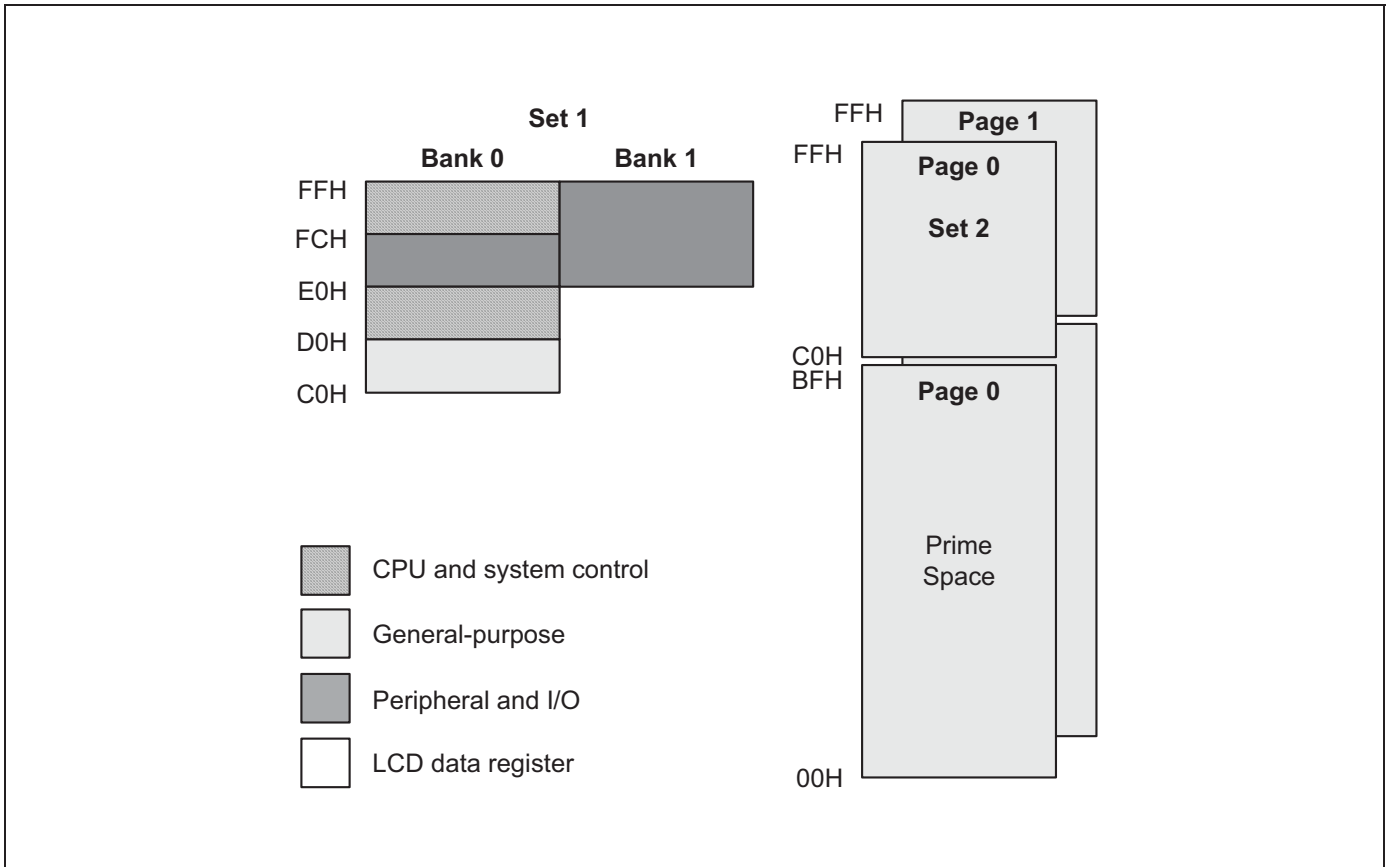 Set 1
Bank 0 Bank 1
FFH
FCH
E0H
D0H
C0H
FFH
Page 1
FFH
Page 0
Set 2
C0H
BFH
Page 0
Prime
Space
00H
CPU and system control
General-purpose
Peripheral and I/O
LCD data register